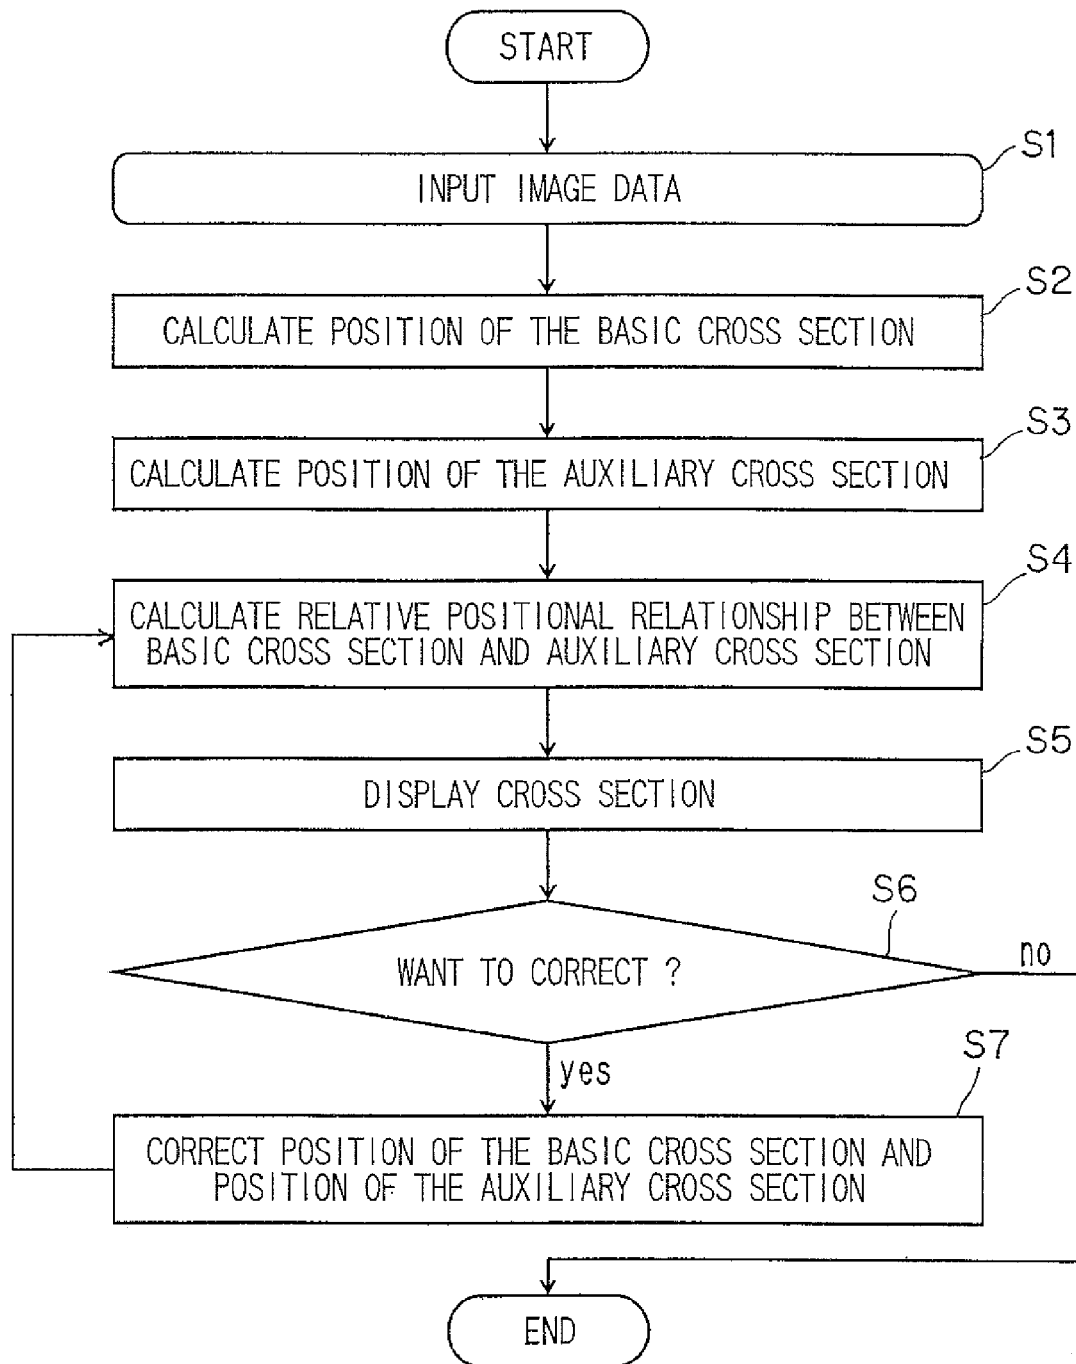 START
S1
INPUT IMAGE DATA
S2
CALCULATE POSITION OF THE BASIC CROSS SECTION
S3
CALCULATE POSITION OF THE AUXILIARY CROSS SECTION
S4
CALCULATE RELATIVE POSITIONAL RELATIONSHIP BETWEEN
BASIC CROSS SECTION AND AUXILIARY CROSS SECTION
S5
DISPLAY CROSS SECTION
S6
WANT TO CORRECT ?
no
yes
S7
CORRECT POSITION OF THE BASIC CROSS SECTION AND
POSITION OF THE AUXILIARY CROSS SECTION
END